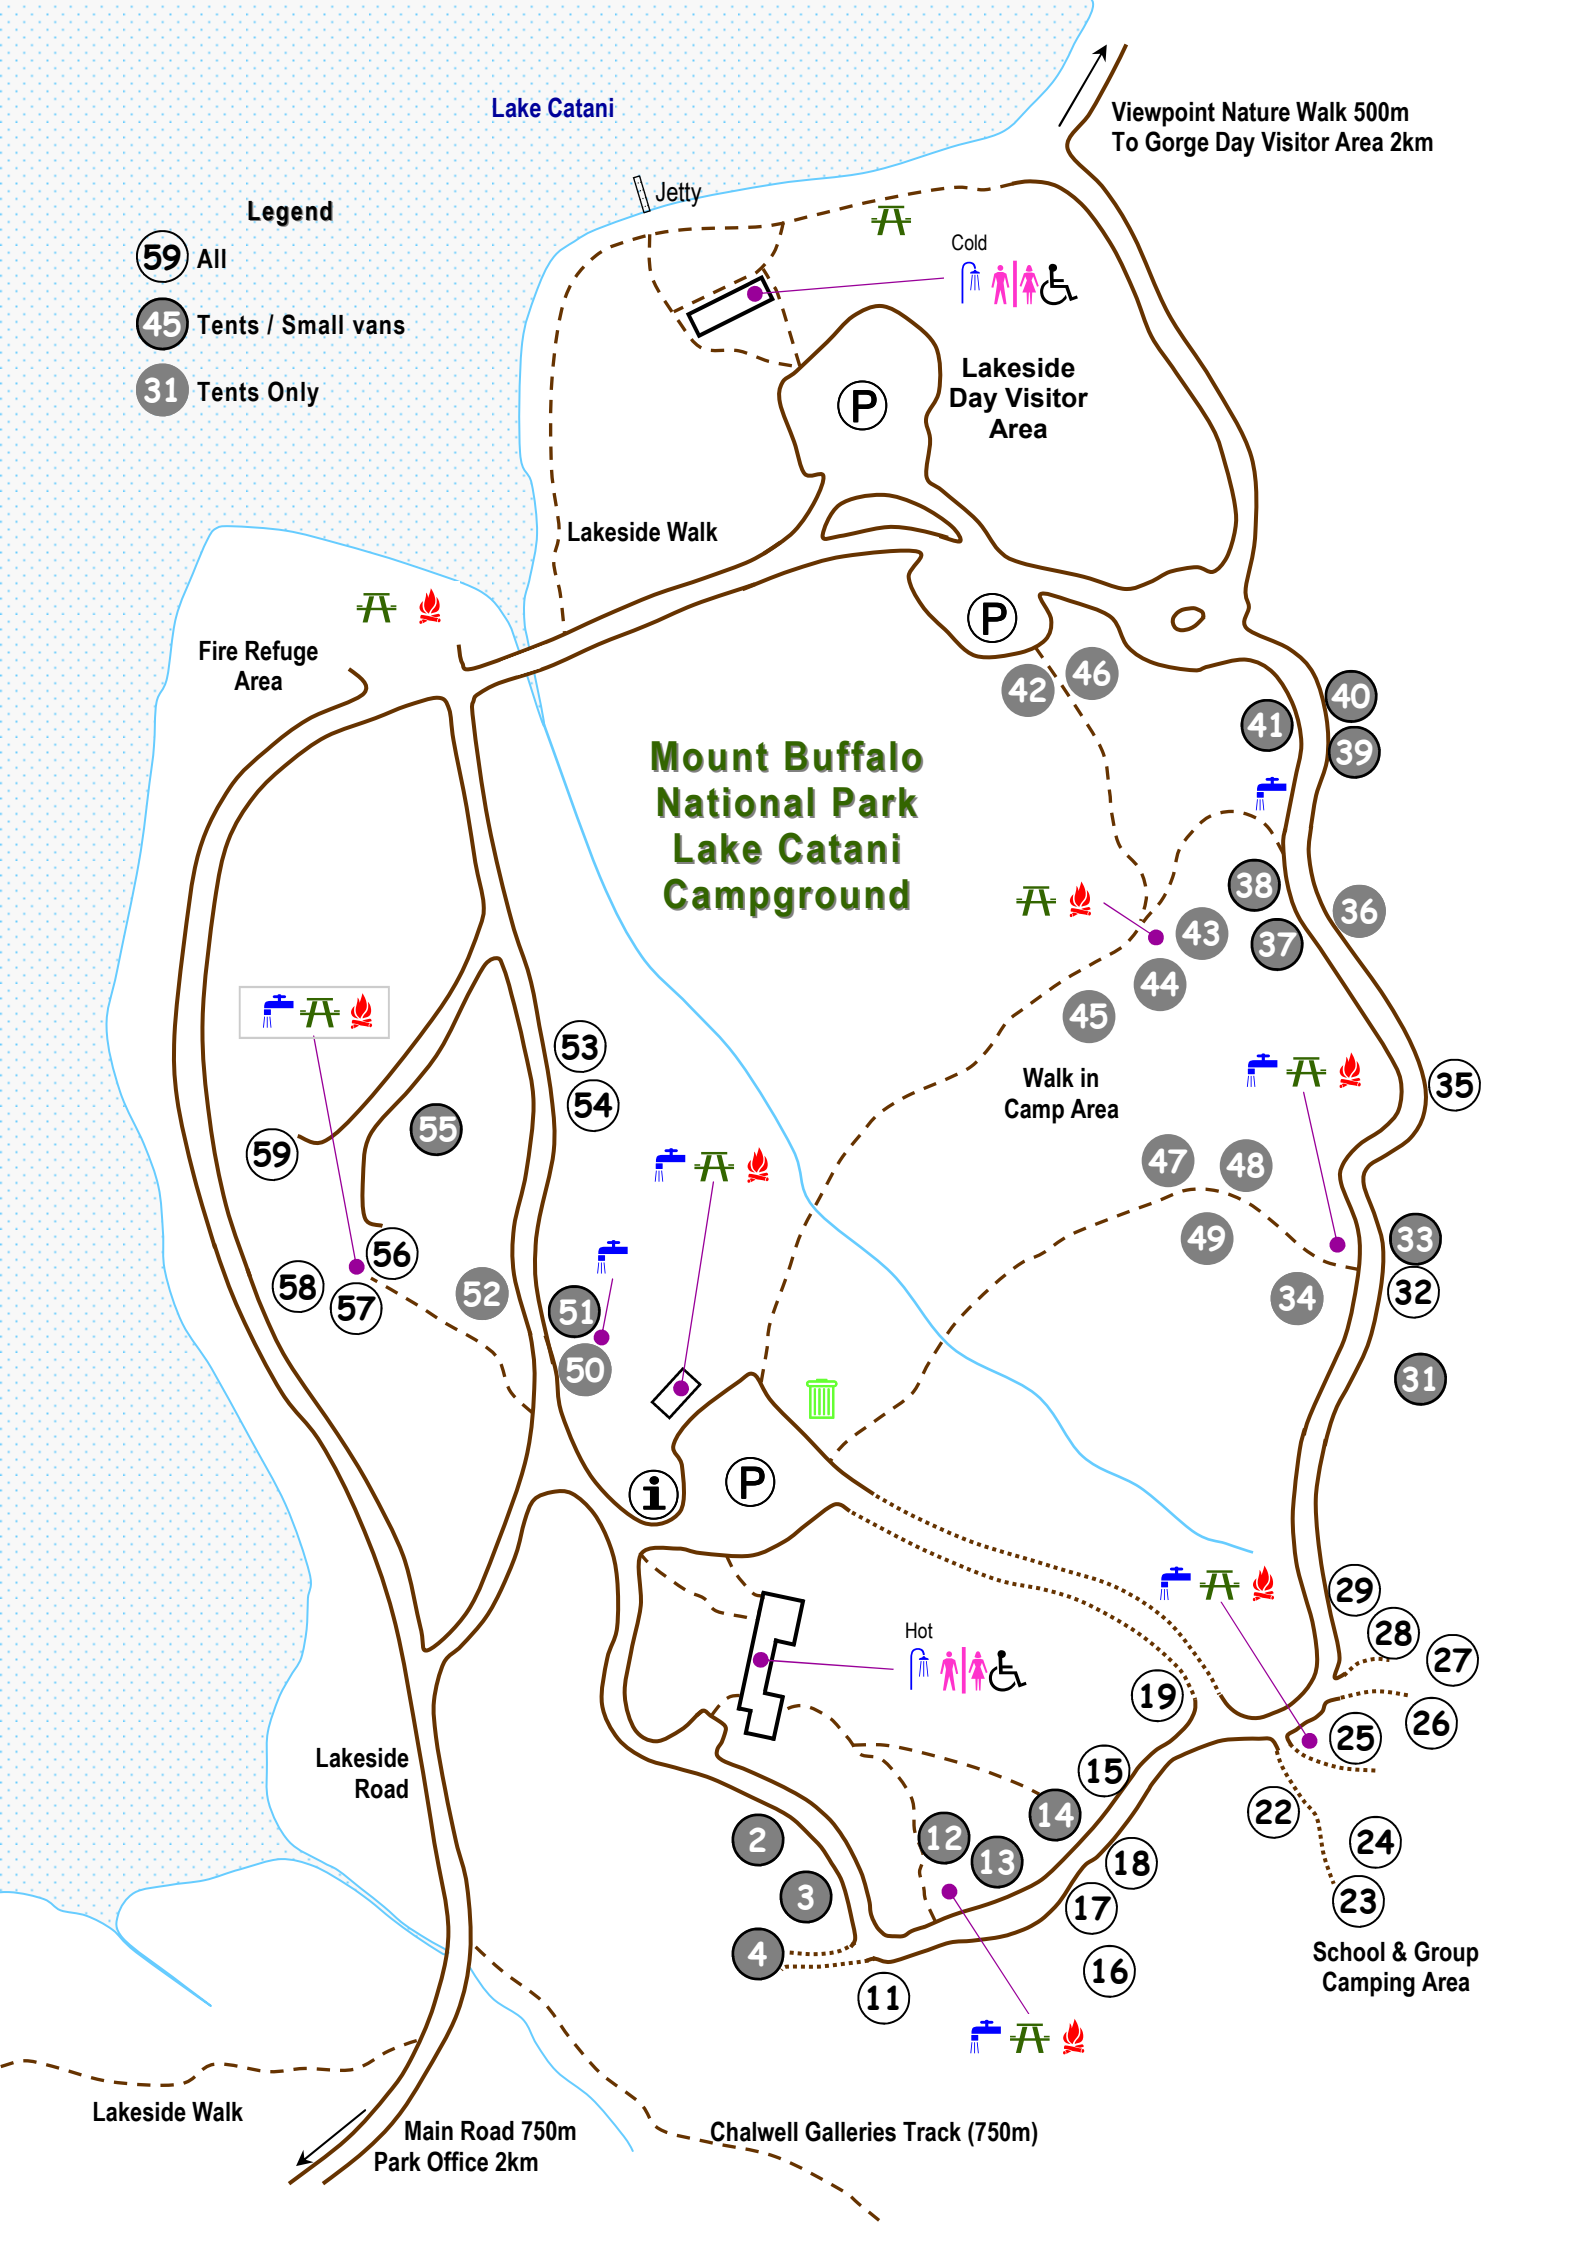 Lake Catani
Viewpoint Nature Walk 500m
To Gorge Day Visitor Area 2km
Jetty
Legend
59 All
45 Tents / Small vans
31 Tents Only
Cold
Lakeside
Day Visitor
Area
P
Lakeside Walk
P
Fire Refuge
Area
42
46
40
41
39
Mount Buffalo
National Park
Lake Catani
Campground
38
36
43
37
44
45
53
54
Walk in
Camp Area
35
55
59
47
48
56
49
33
58
57
52
51
34
32
50
31
i
P
29
28
27
Hot
19
26
25
Lakeside
Road
15
14
22
2
12
13
24
18
3
17
23
4
16
11
School & Group
Camping Area
Lakeside Walk
Main Road 750m
Park Office 2km
Chalwell Galleries Track (750m)